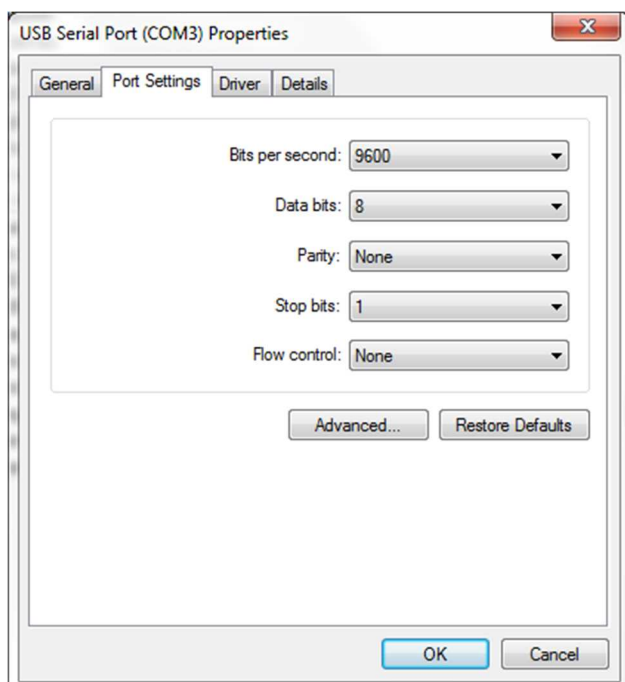 USB Serial Port (COM3) Properties
General Port Settings Driver Details
Bits per second: 9600
Data bits: 8
Parity: None
Stop bits: 1
Flow control: None
Advanced... Restore Defaults
OK Cancel